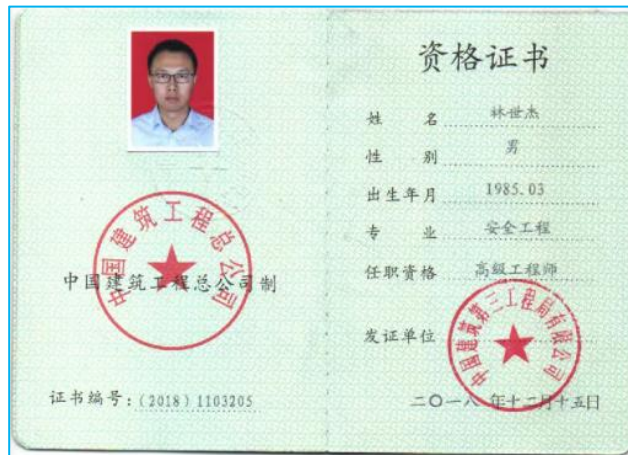 中国建筑工程总公司
中国建筑工程总公司制
证书编号:(2018)1103205
资格证书
姓 名 林世杰
性 别 男
出生年月 1985.03
专 业 安全工程
任职资格 高级工程师
发证单位
中国建筑第三工程局有限公司
二〇一八年十二月十五日